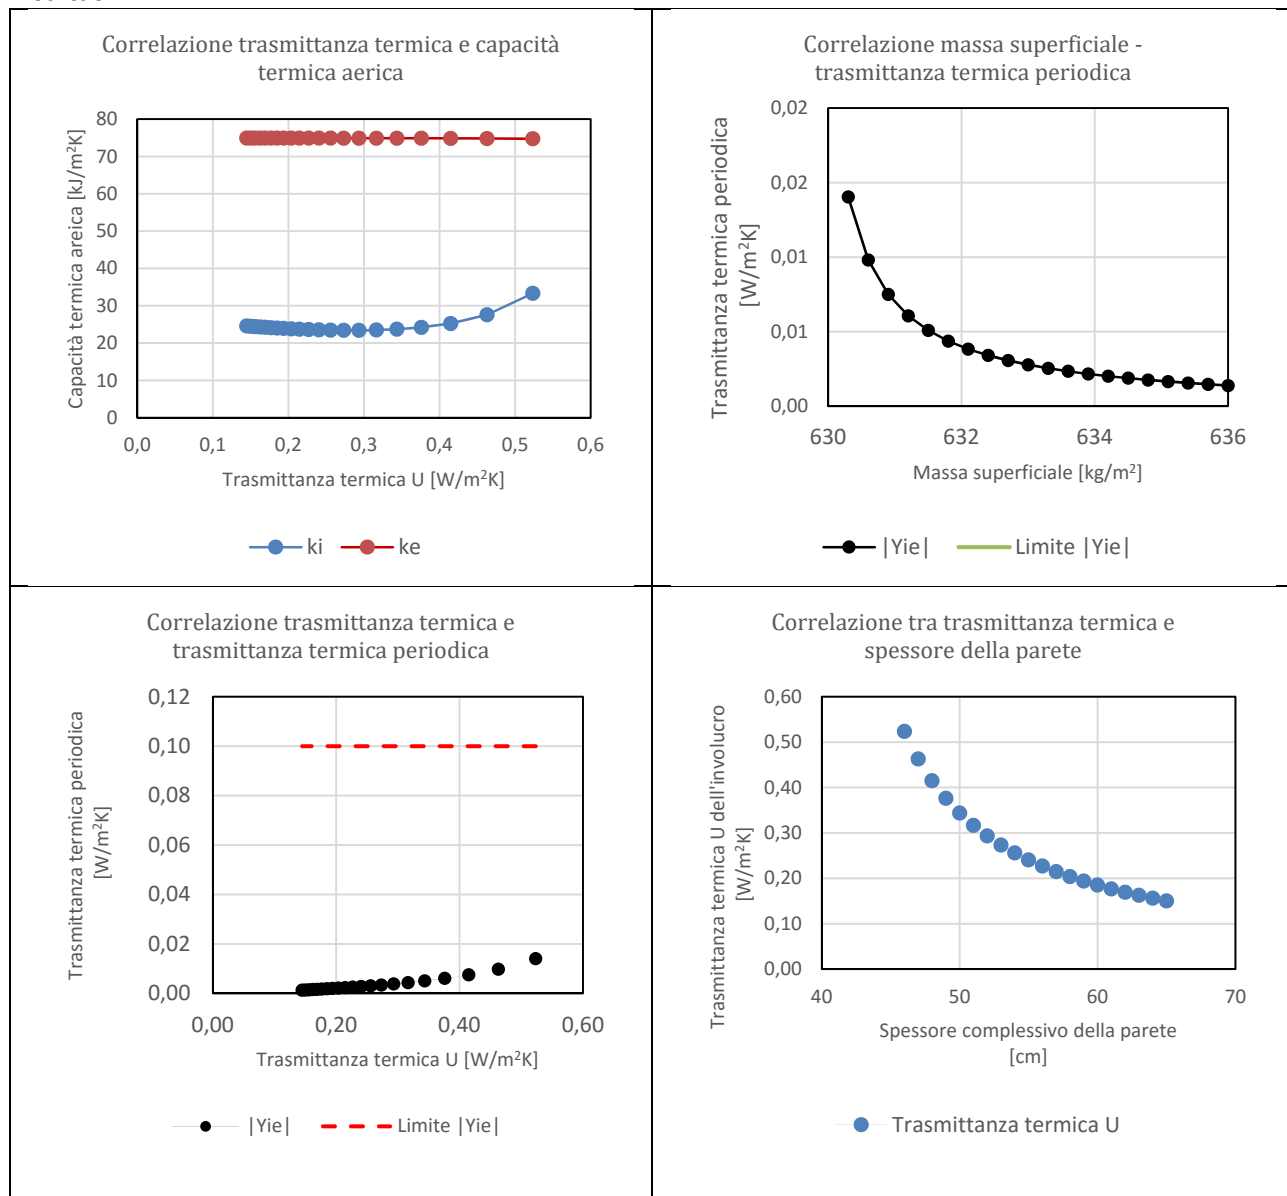 Correlazione trasmittanza termica e capacità
termica aerica
Capacità termica areica [kJ/m²K]
80
70
60
50
40
30
20
10
0
0,0 0,1 0,2 0,3 0,4 0,5 0,6
Trasmittanza termica U [W/m²K]
ki ke
Correlazione massa superficiale -
trasmittanza termica periodica
Trasmittanza termica periodica
[W/m²K]
0,02
0,02
0,01
0,01
0,00
630 632 634 636
Massa superficiale [kg/m²]
|Yie| Limite |Yie|
Correlazione trasmittanza termica e
trasmittanza termica periodica
Trasmittanza termica periodica
[W/m²K]
0,12
0,10
0,08
0,06
0,04
0,02
0,00
0,00 0,20 0,40 0,60
Trasmittanza termica U [W/m²K]
|Yie| Limite |Yie|
Correlazione tra trasmittanza termica e
spessore della parete
Trasmittanza termica U dell'involucro
[W/m²K]
0,60
0,50
0,40
0,30
0,20
0,10
0,00
40 50 60 70
Spessore complessivo della parete
[cm]
Trasmittanza termica U